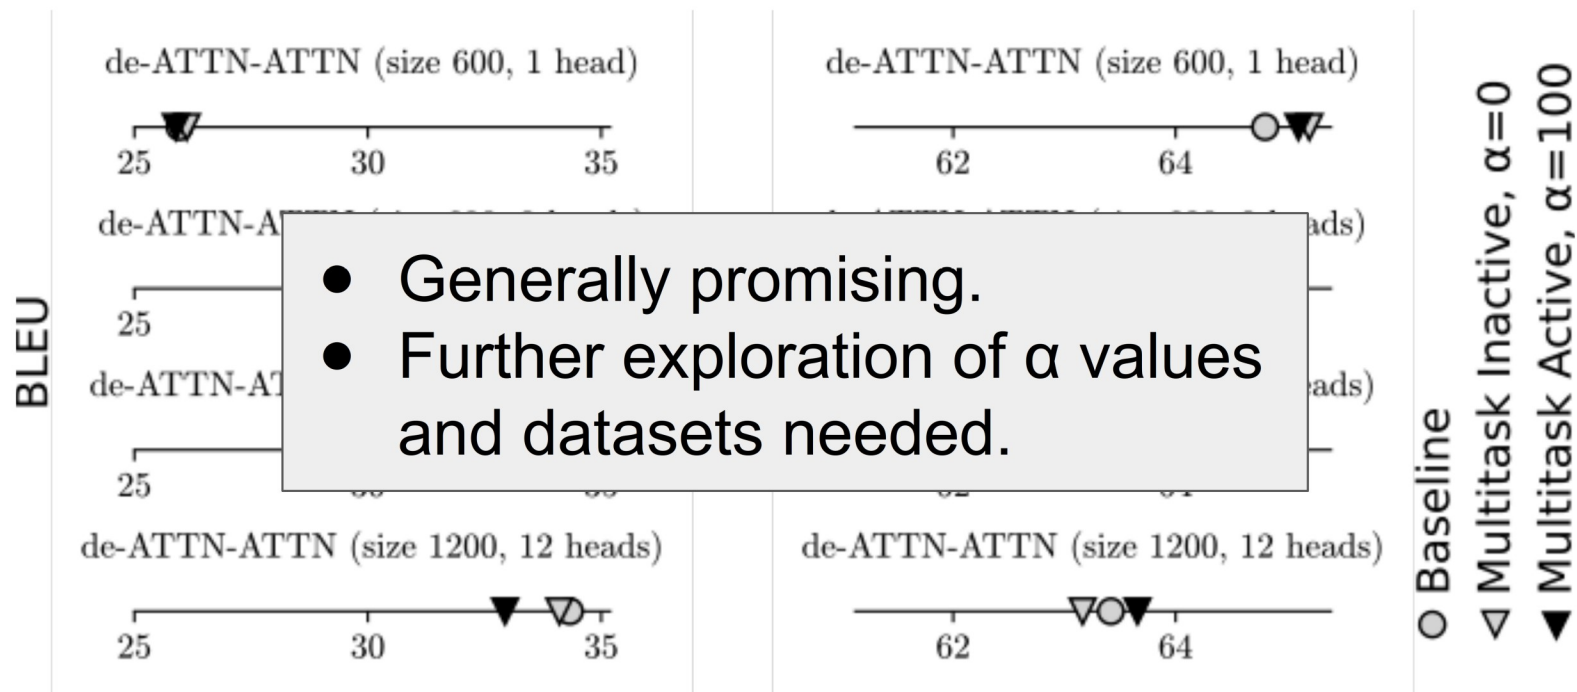 de-ATTN-ATTN (size 600, 1 head)
25 30 35
de-ATTN-A
25
de-ATTN-AT
25
de-ATTN-ATTN (size 1200, 12 heads)
25 30 35
BLEU
de-ATTN-ATTN (size 600, 1 head)
62 64
ads)
eads)
de-ATTN-ATTN (size 1200, 12 heads)
62 64
● Generally promising.
● Further exploration of α values
and datasets needed.
Baseline
Multitask Inactive, α=0
Multitask Active, α=100